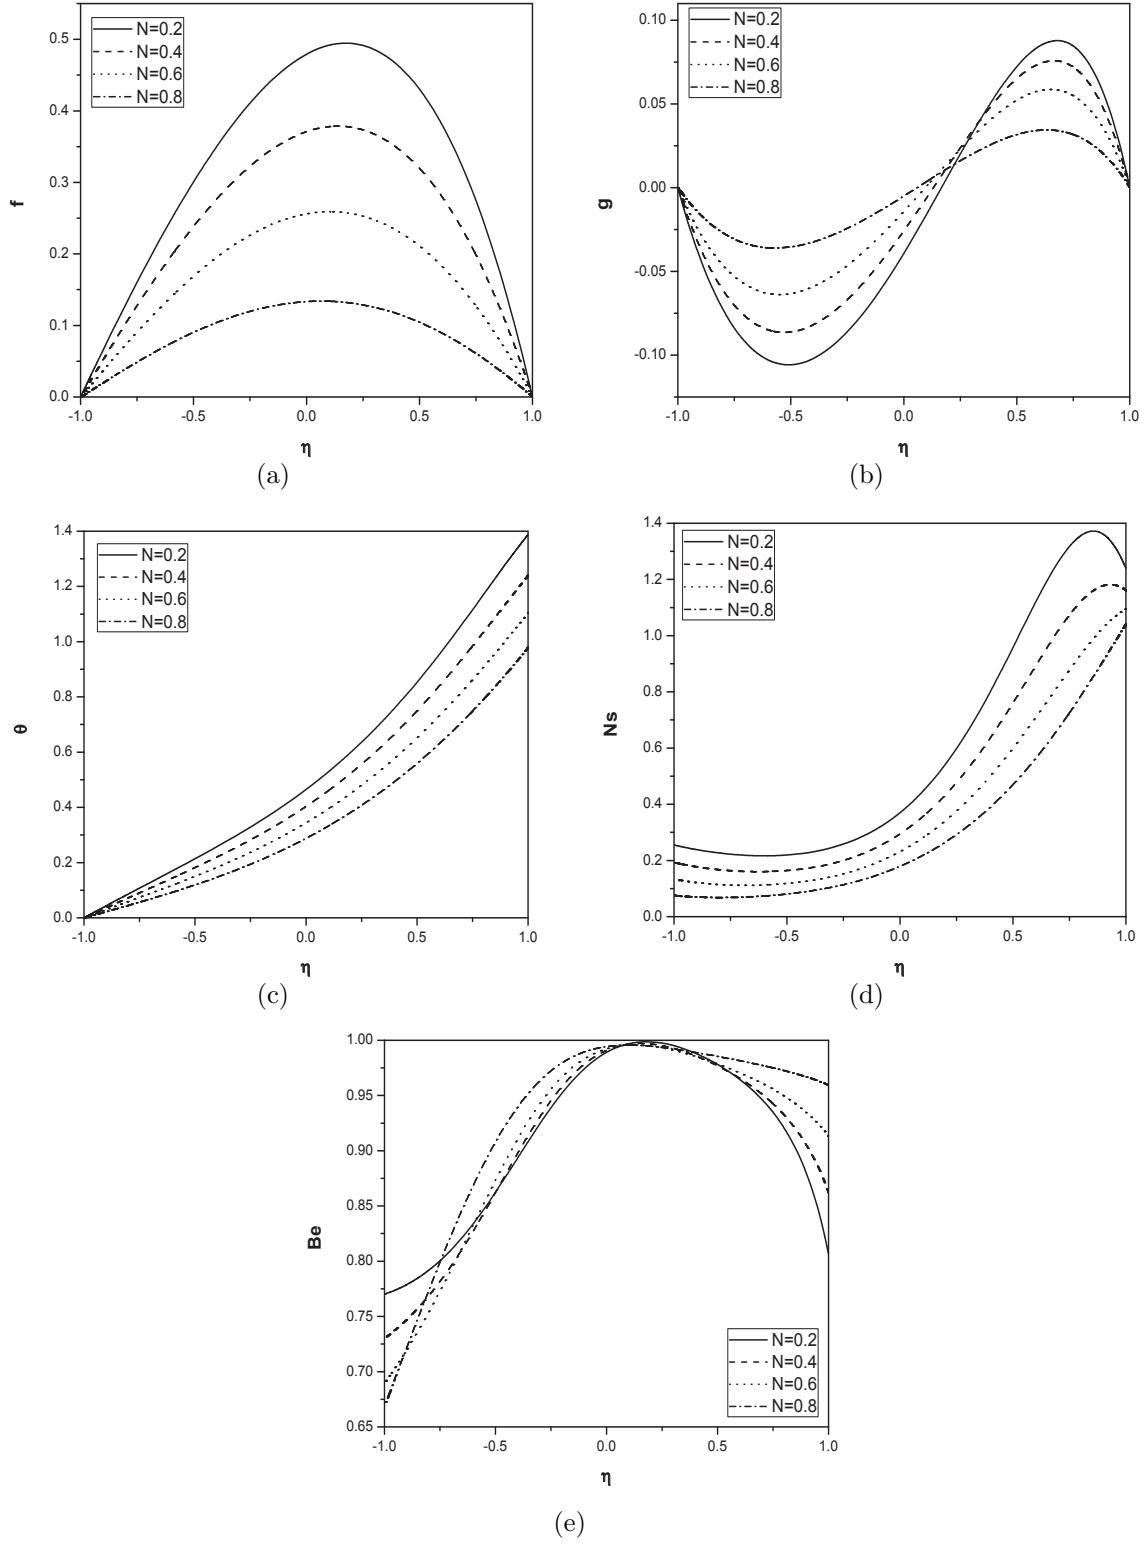 N=0.2
N=0.4
N=0.6
N=0.8
0.5
0.4
0.3
0.2
0.1
0.0
f
-1.0 -0.5 0.0 0.5 1.0
η
(a)
N=0.2
N=0.4
N=0.6
N=0.8
0.10
0.05
0.00
-0.05
-0.10
g
-1.0 -0.5 0.0 0.5 1.0
η
(b)
N=0.2
N=0.4
N=0.6
N=0.8
1.4
1.2
1.0
0.8
0.6
0.4
0.2
0.0
θ
-1.0 -0.5 0.0 0.5 1.0
η
(c)
N=0.2
N=0.4
N=0.6
N=0.8
1.4
1.2
1.0
0.8
0.6
0.4
0.2
0.0
Ns
-1.0 -0.5 0.0 0.5 1.0
η
(d)
1.00
0.95
0.90
0.85
0.80
0.75
0.70
0.65
Be
N=0.2
N=0.4
N=0.6
N=0.8
-1.0 -0.5 0.0 0.5 1.0
η
(e)